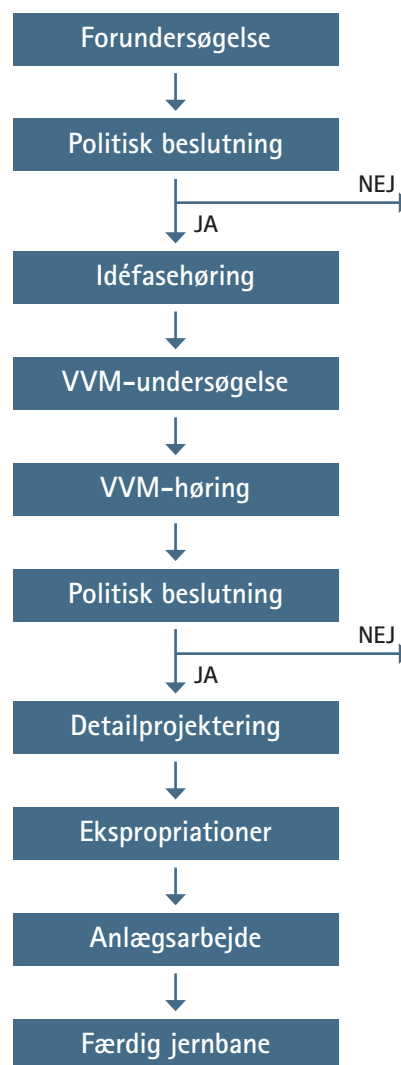 Forundersøgelse
Politisk beslutning
NEJ
JA
Idéfasehøring
VVM-undersøgelse
VVM-høring
Politisk beslutning
NEJ
JA
Detailprojektering
Ekspropriationer
Anlægsarbejde
Færdig jernbane